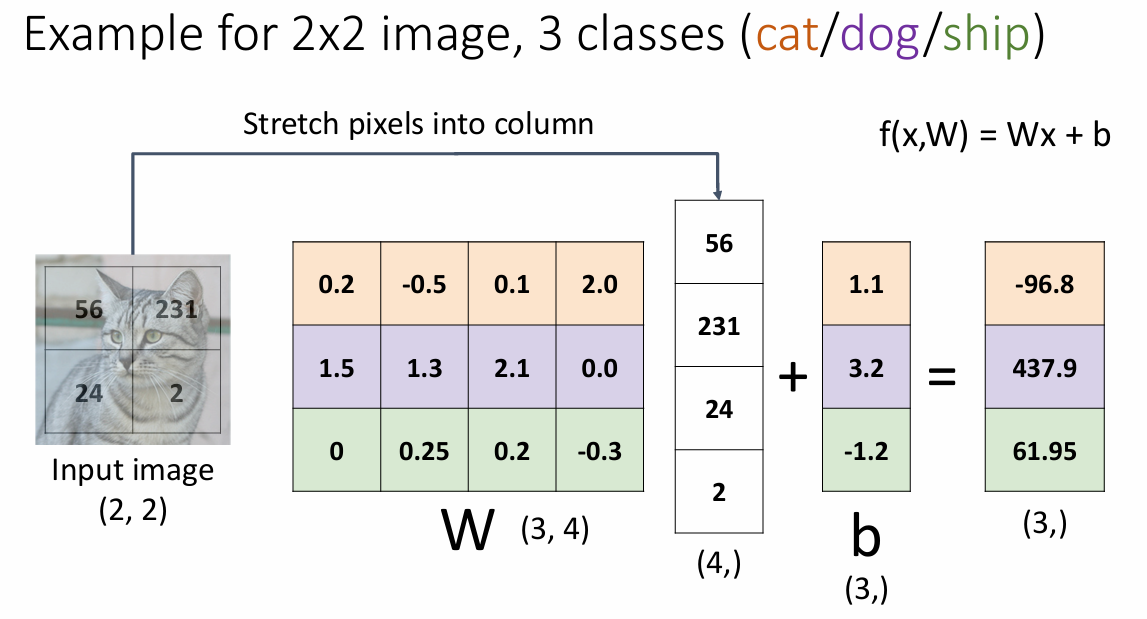 Example for 2x2 image, 3 classes (cat/dog/ship)
Stretch pixels into column
f(x,W) = Wx + b
56 231
24 2
Input image
(2, 2)
0.2 -0.5 0.1 2.0
1.5 1.3 2.1 0.0
0 0.25 0.2 -0.3
W (3, 4)
56
231
24
2
(4,)
+
1.1
3.2
-1.2
b
(3,)
=
-96.8
437.9
61.95
(3,)